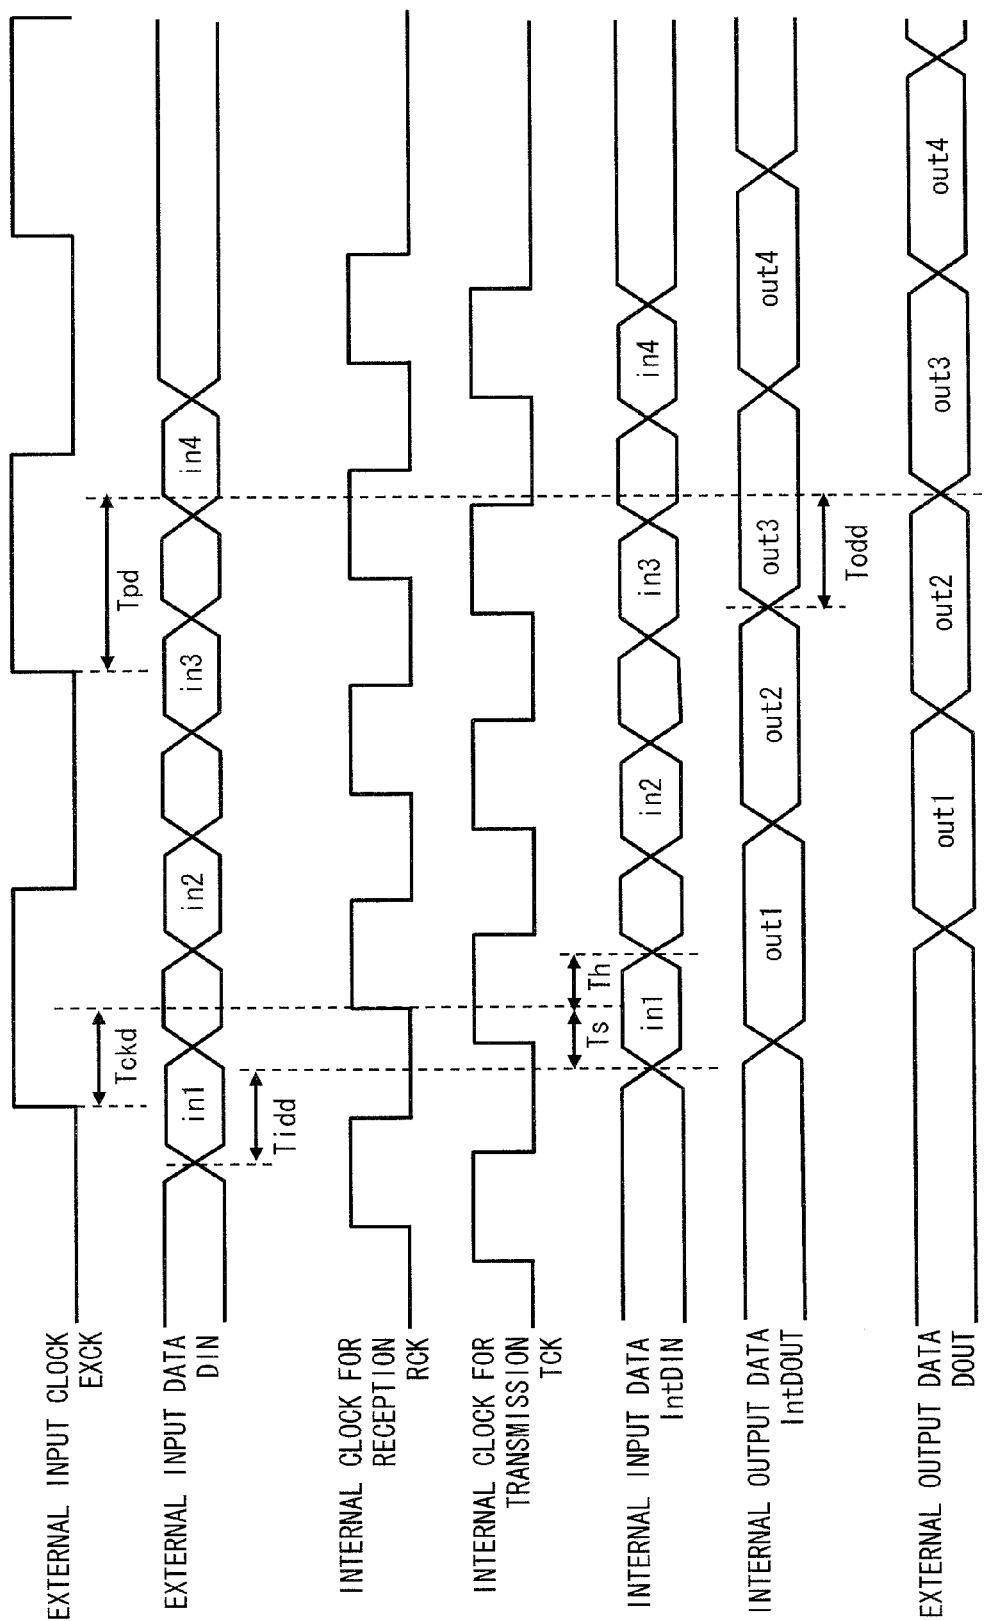 EXTERNAL INPUT CLOCK
EXCK
Tckd
Tpd
EXTERNAL INPUT DATA
DIN
in1
in2
in3
in4
Tidd
INTERNAL CLOCK FOR
RECEPTION
RCK
INTERNAL CLOCK FOR
TRANSMISSION
TCK
Ts
Th
INTERNAL INPUT DATA
IntDIN
in1
in2
in3
in4
INTERNAL OUTPUT DATA
IntDOUT
out1
out2
out3
out4
Todd
EXTERNAL OUTPUT DATA
DOUT
out1
out2
out3
out4